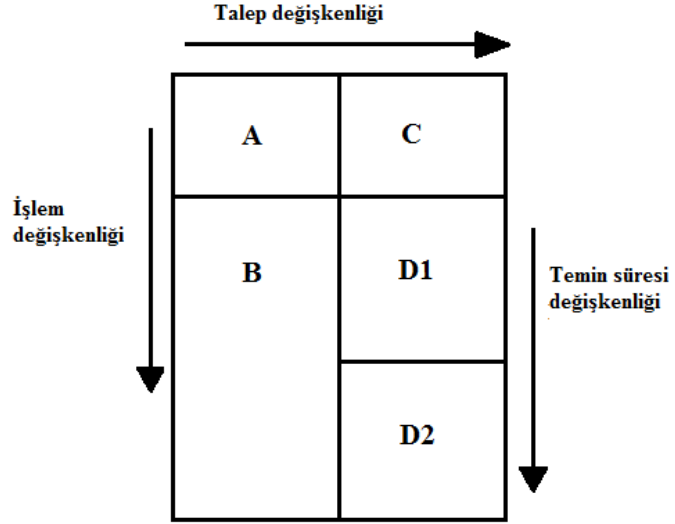 Talep değişkenliği
A
C
İşlem
değişkenliği
B
D1
Temin süresi
değişkenliği
D2